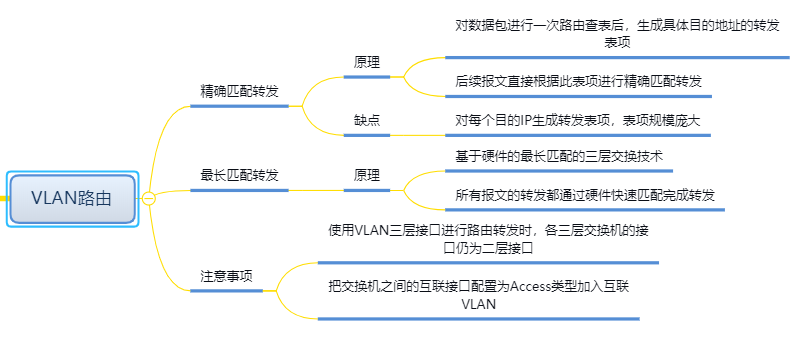 VLAN路由
精确匹配转发
原理
对数据包进行一次路由查表后，生成具体目的地址的转发
表项
后续报文直接根据此表项进行精确匹配转发
缺点
对每个目的IP生成转发表项，表项规模庞大
最长匹配转发
原理
基于硬件的最长匹配的三层交换技术
所有报文的转发都通过硬件快速匹配完成转发
注意事项
使用VLAN三层接口进行路由转发时，各三层交换机的接
口仍为二层接口
把交换机之间的互联接口配置为Access类型加入互联
VLAN